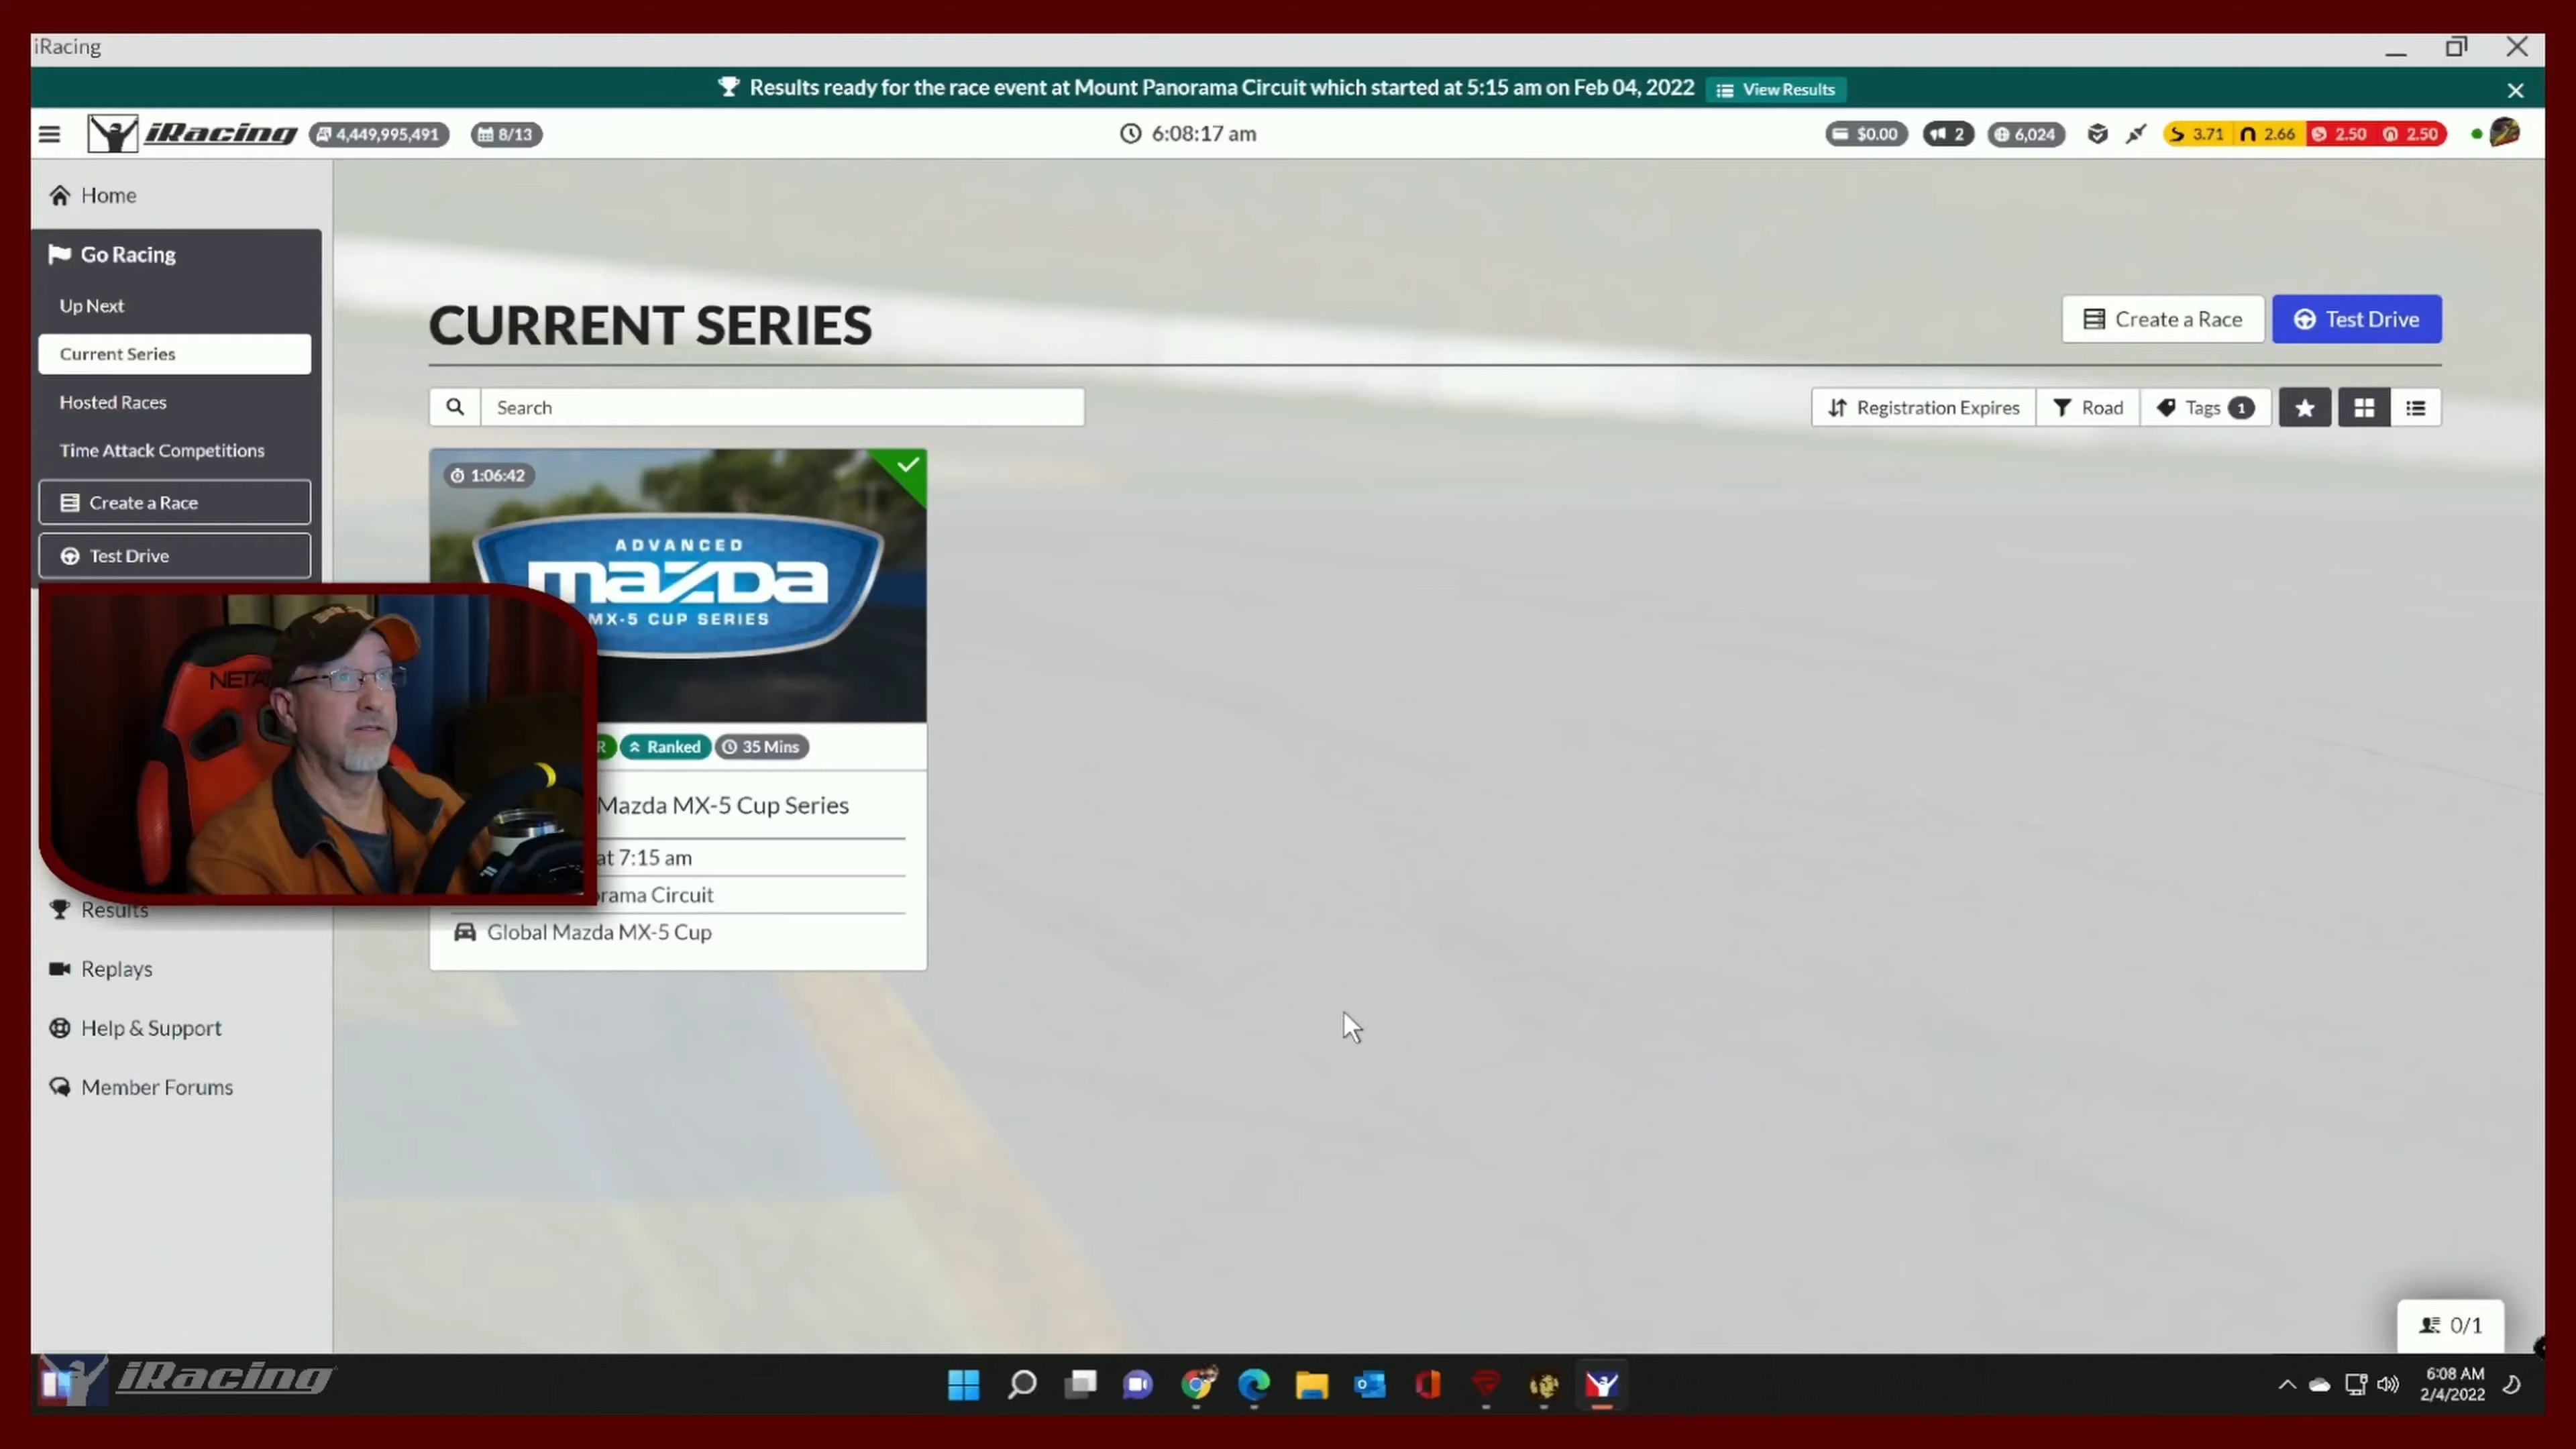 iRacing
Results ready for the race event at Mount Panorama Circuit which started at 5:15 am on Feb 04, 2022
View Results
iRacing
4,449,995,491
8/13
6:08:17 am
$0.00
2
6,024
3.71
2.66
2.50
2.50
Home
Go Racing
Up Next
Current Series
Hosted Races
Time Attack Competitions
Create a Race
Test Drive
Results
Replays
Help & Support
Member Forums
CURRENT SERIES
Create a Race
Test Drive
Search
Registration Expires
Road
Tags 1
1:06:42
ADVANCED
mazda
MX-5 CUP SERIES
R
Ranked
35 Mins
Mazda MX-5 Cup Series
at 7:15 am
orama Circuit
Global Mazda MX-5 Cup
NETA
0/1
iRacing
6:08 AM
2/4/2022